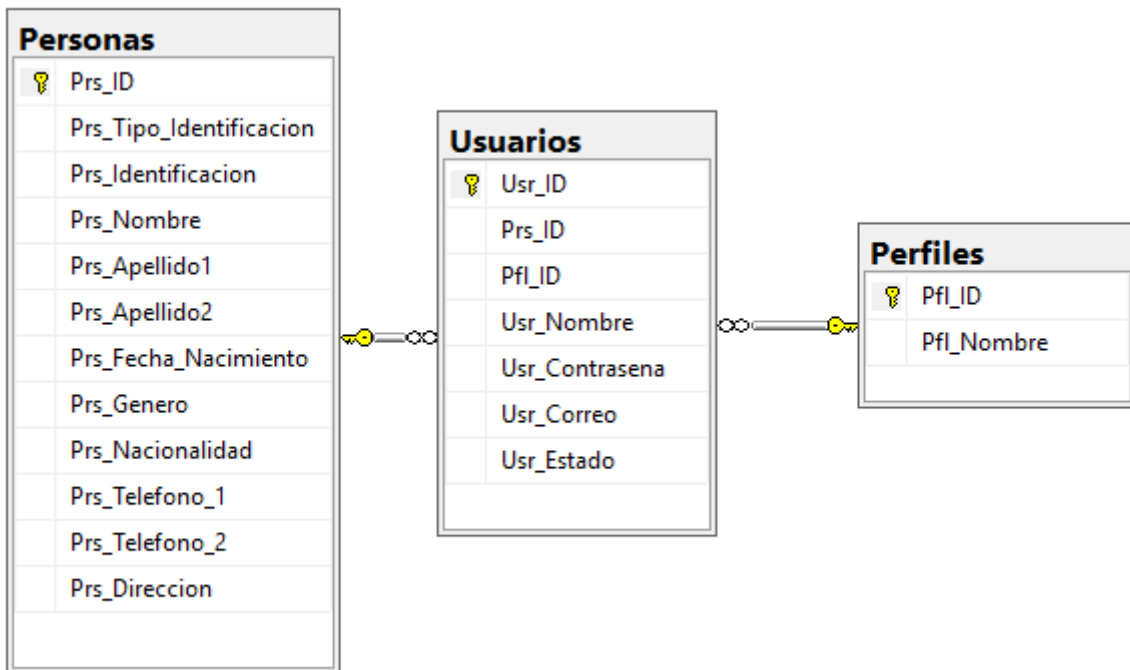 Personas
Prs_ID
Prs_Tipo_Identificacion
Prs_Identificacion
Prs_Nombre
Prs_Apellido1
Prs_Apellido2
Prs_Fecha_Nacimiento
Prs_Genero
Prs_Nacionalidad
Prs_Telefono_1
Prs_Telefono_2
Prs_Direccion
Usuarios
Usr_ID
Prs_ID
Pfl_ID
Usr_Nombre
Usr_Contrasena
Usr_Correo
Usr_Estado
Perfiles
Pfl_ID
Pfl_Nombre